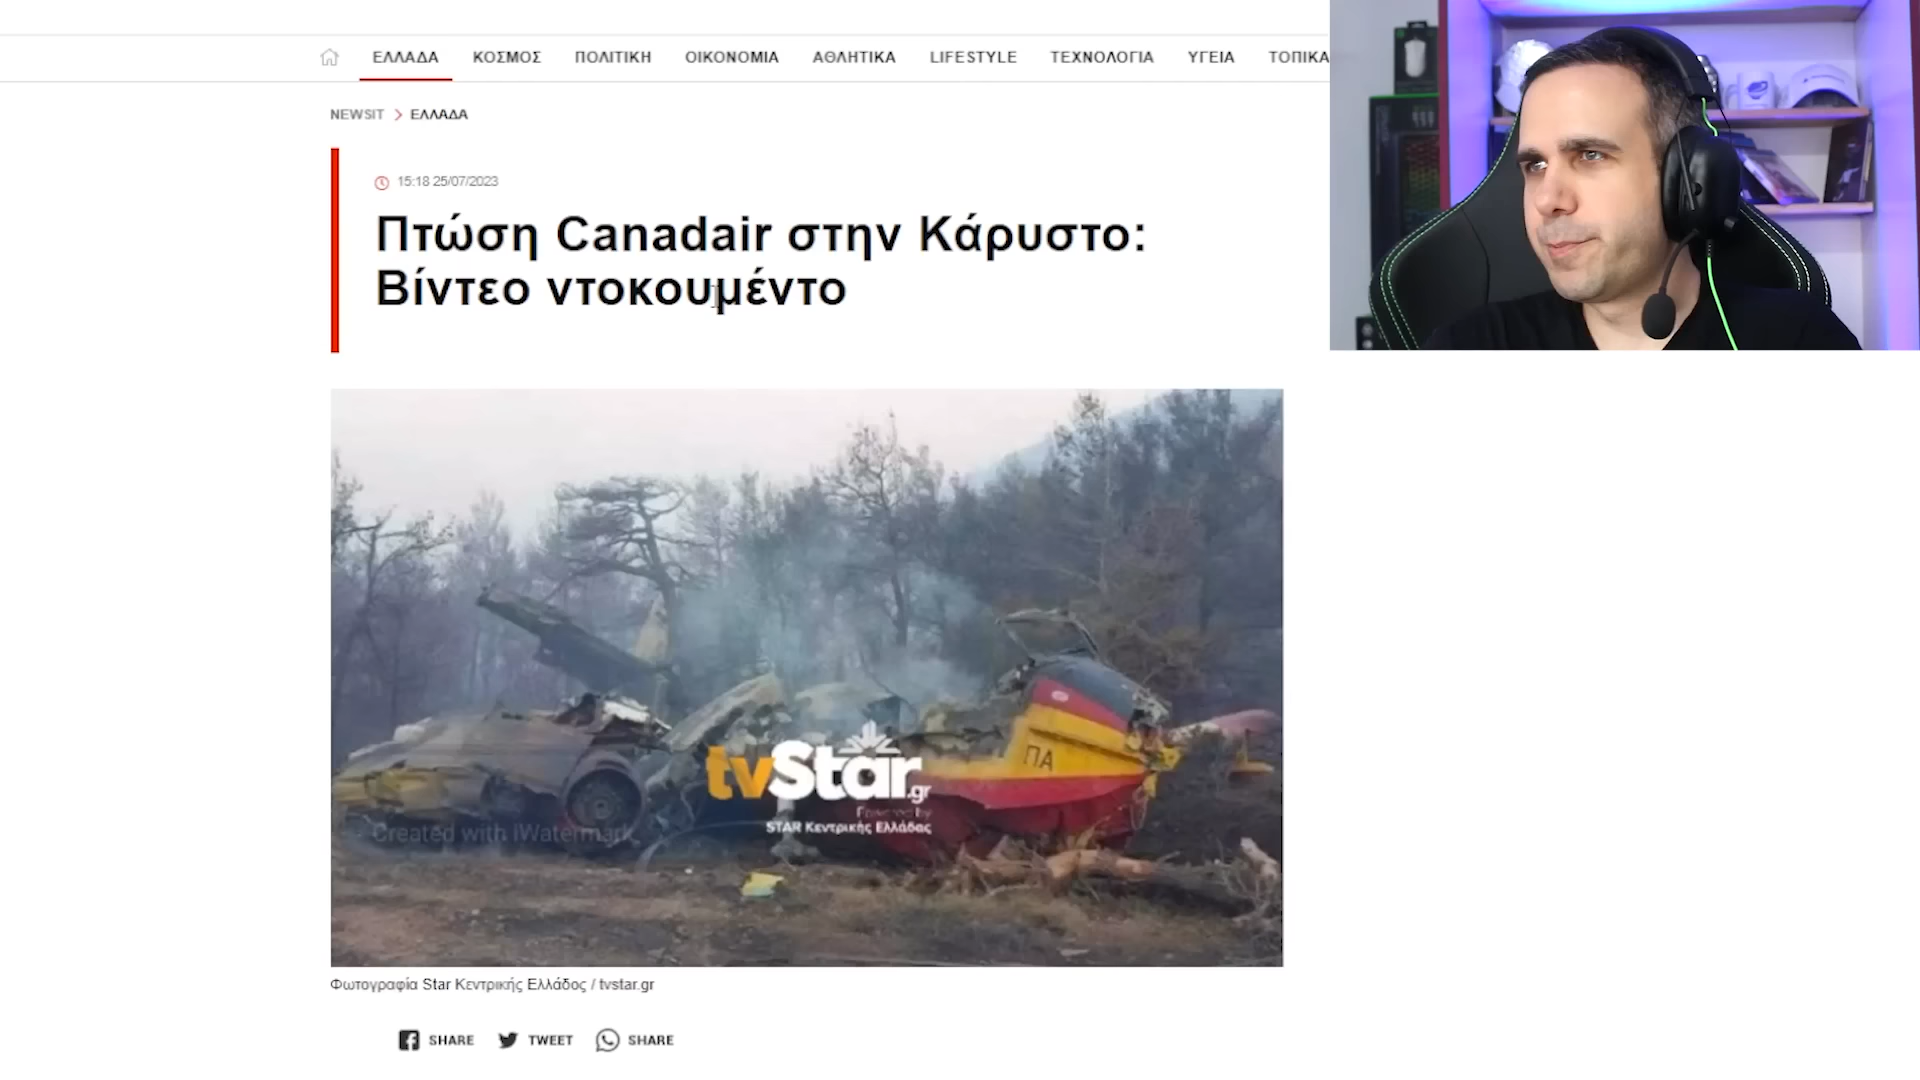 ΕΛΛΑΔΑ ΚΟΣΜΟΣ ΠΟΛΙΤΙΚΗ ΟΙΚΟΝΟΜΙΑ ΑΘΛΗΤΙΚΑ LIFESTYLE ΤΕΧΝΟΛΟΓΙΑ ΥΓΕΙΑ ΤΟΠΙΚΑ
NEWSIT > ΕΛΛΑΔΑ
15:18 25/07/2023
Πτώση Canadair στην Κάρυστο:
Βίντεο ντοκουμέντο
ΠΑ
tvStar.gr
Powered by
STAR Κεντρικής Ελλάδας
Created with iWatermark
Φωτογραφία Star Κεντρικής Ελλάδος / tvstar.gr
SHARE TWEET SHARE